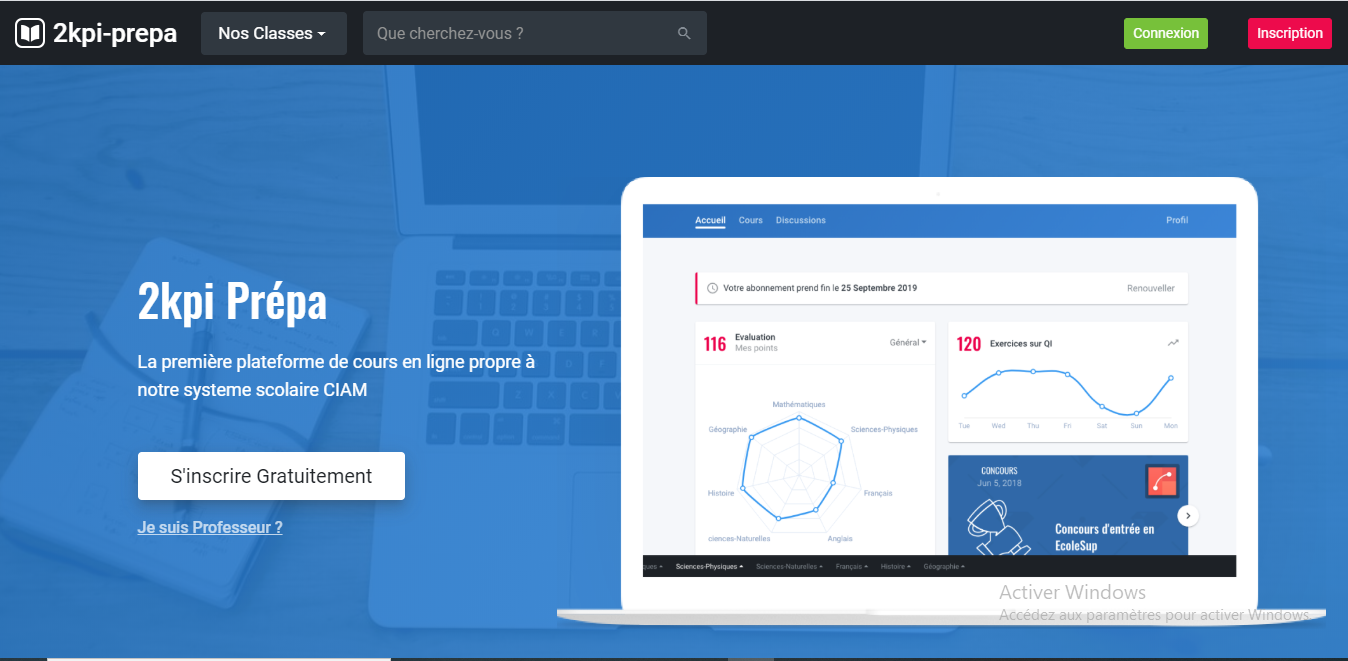 2kpi-prepa
Nos Classes
Que cherchez-vous ?
Connexion
Inscription
2kpi Prépa
La première plateforme de cours en ligne propre à
notre systeme scolaire CIAM
S'inscrire Gratuitement
Je suis Professeur ?
Accueil Cours Discussions Profil
Votre abonnement prend fin le 25 Septembre 2019
Renouveller
116
Evaluation
Mes points
Général
Mathématiques
Sciences-Physiques
Français
Anglais
ciences-Naturelles
Histoire
Géographie
120
Exercices sur QI
Tue Wed Thu Fri Sat Sun Mon
CONCOURS
Jun 5, 2018
Concours d'entrée en
EcoleSup
ques Sciences-Physiques Sciences-Naturelles Français Histoire Géographie
Activer Windows
Accédez aux paramètres pour activer Windows.